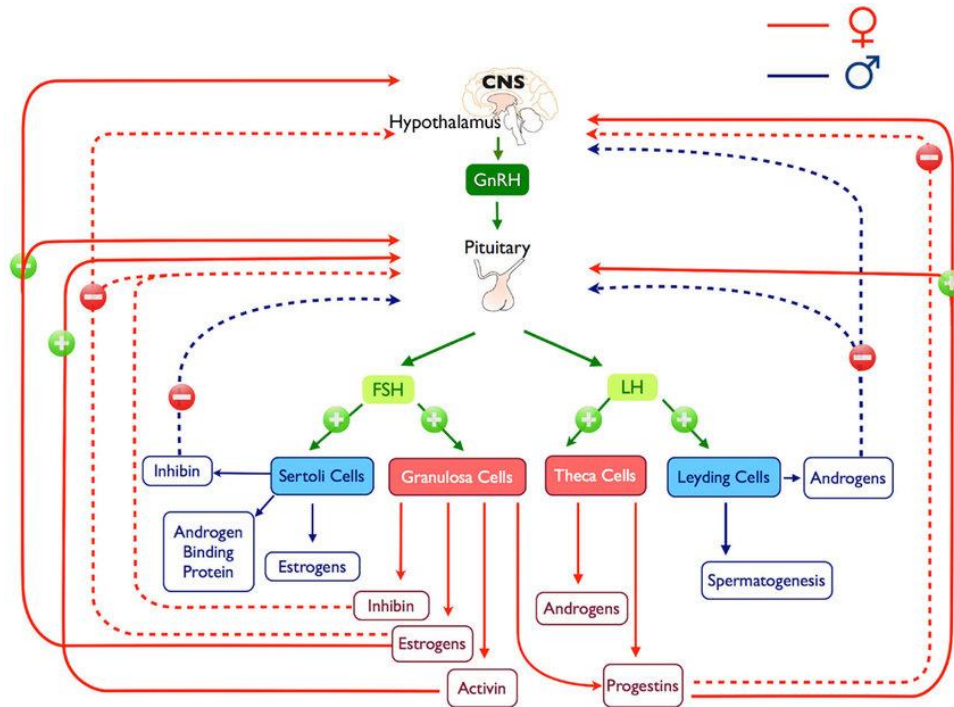 CNS
Hypothalamus
GnRH
Pituitary
FSH
LH
Inhibin
Sertoli Cells
Granulosa Cells
Theca Cells
Leyding Cells
Androgens
Androgen
Binding
Protein
Estrogens
Spermatogenesis
Inhibin
Androgens
Estrogens
Activin
Progestins